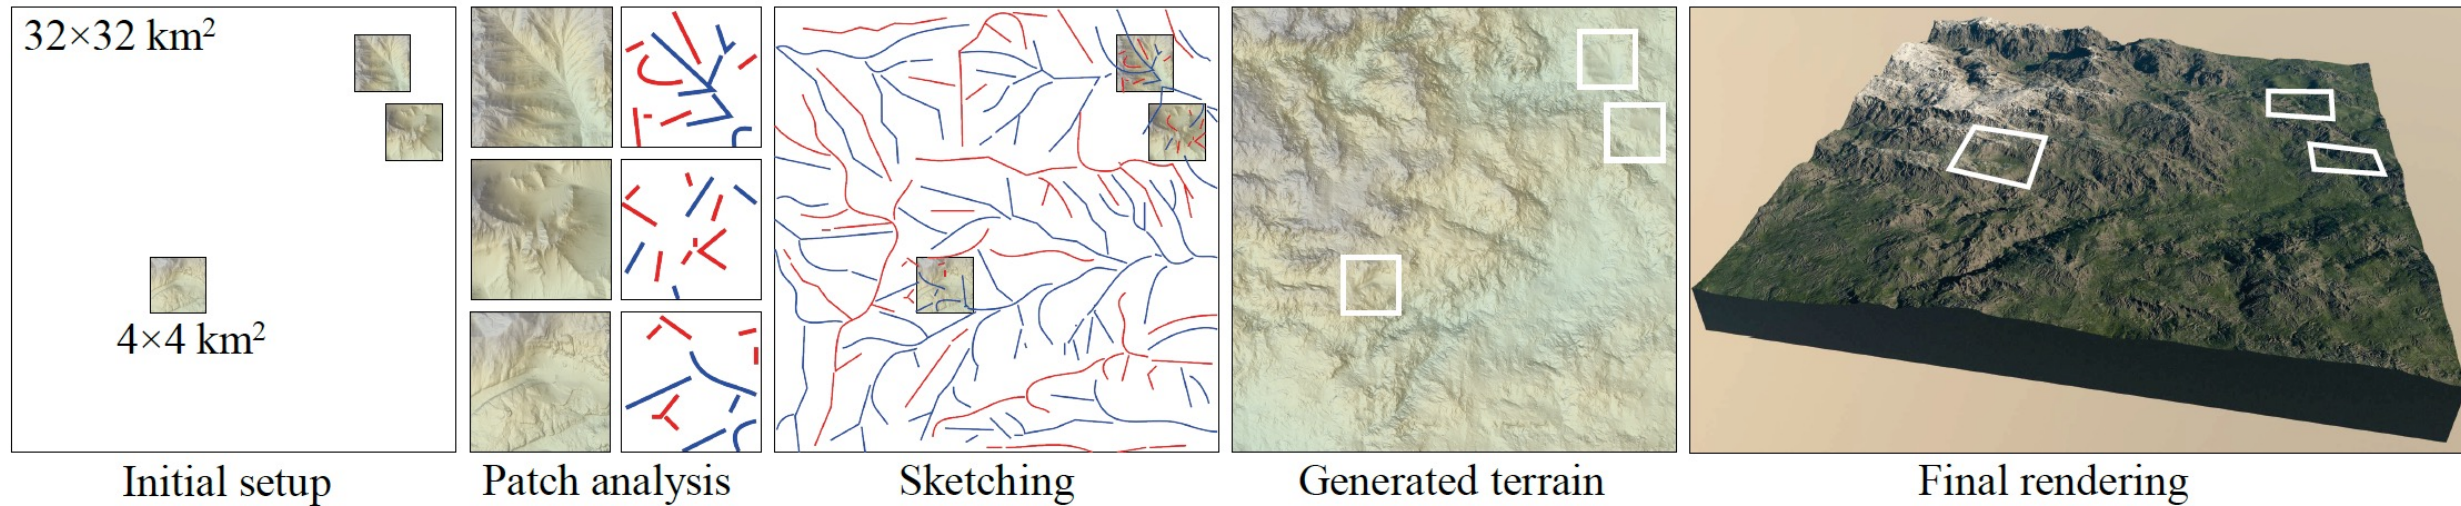 32×32 km²
4×4 km²
Initial setup
Patch analysis
Sketching
Generated terrain
Final rendering